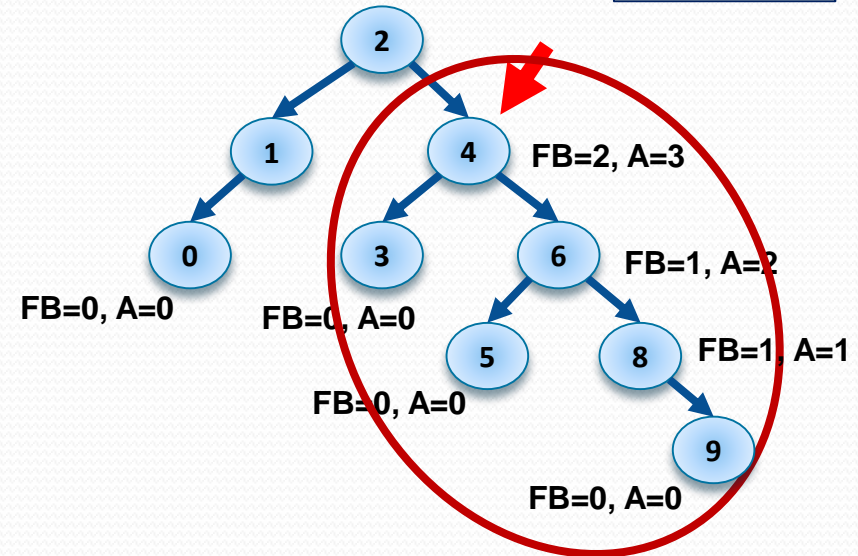 2
1
4
FB=2, A=3
0
3
6
FB=1, A=2
FB=0, A=0
FB=0, A=0
5
8
FB=1, A=1
FB=0, A=0
9
FB=0, A=0